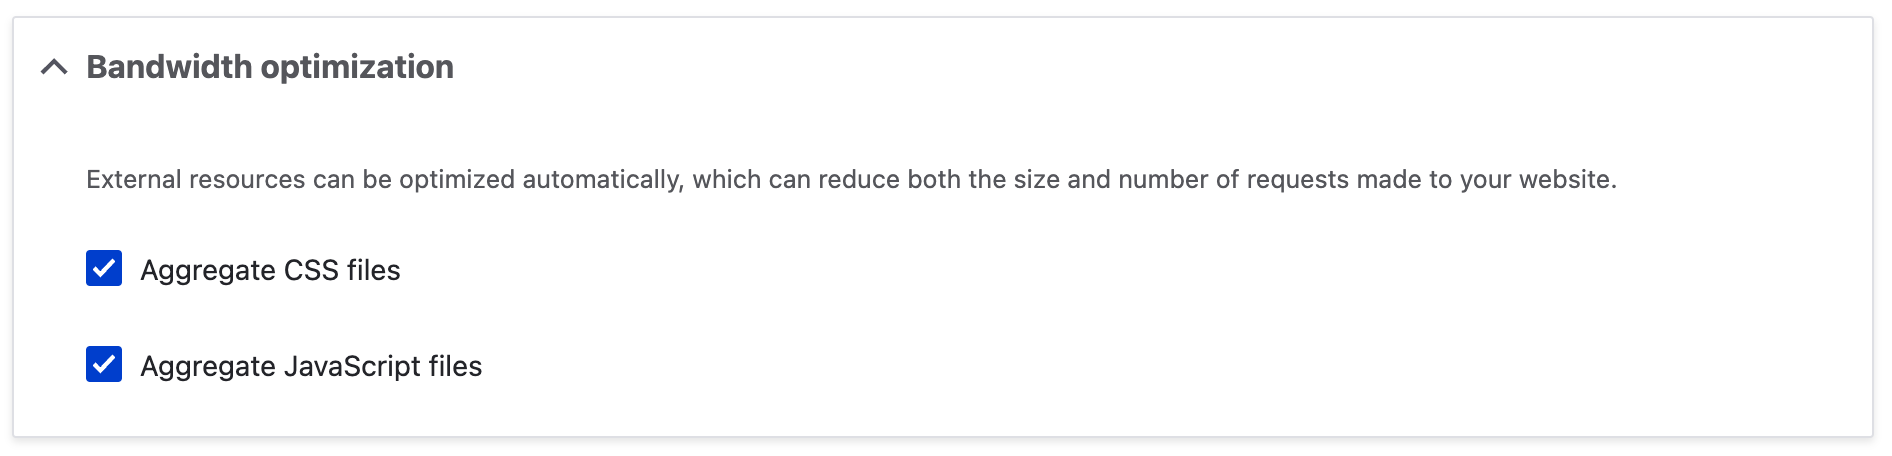 Bandwidth optimization
External resources can be optimized automatically, which can reduce both the size and number of requests made to your website.
Aggregate CSS files
Aggregate JavaScript files